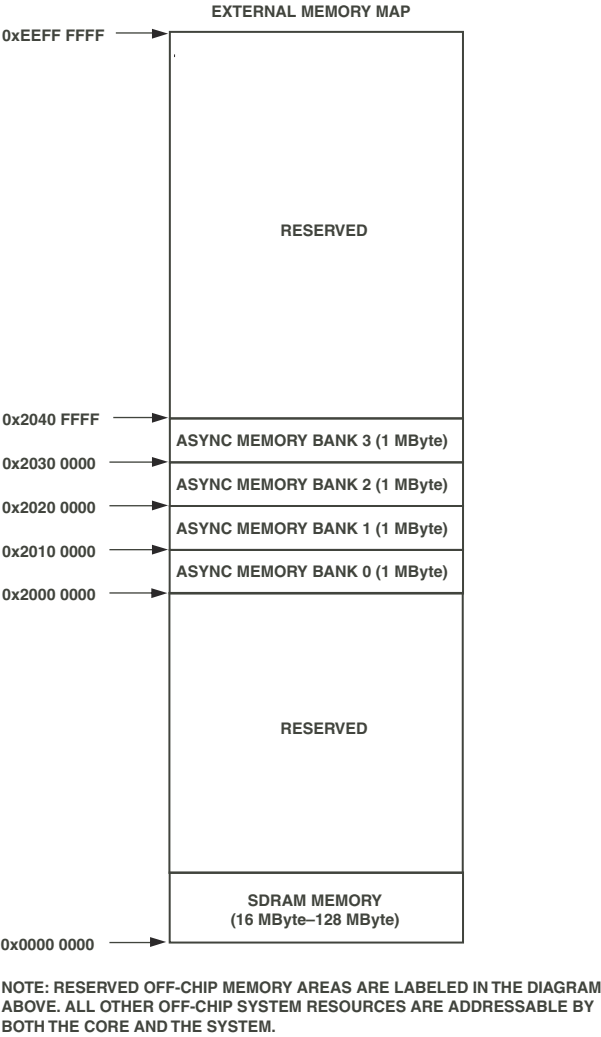 EXTERNAL MEMORY MAP
0xEEFF FFFF
RESERVED
0x2040 FFFF
ASYNC MEMORY BANK 3 (1 MByte)
0x2030 0000
ASYNC MEMORY BANK 2 (1 MByte)
0x2020 0000
ASYNC MEMORY BANK 1 (1 MByte)
0x2010 0000
ASYNC MEMORY BANK 0 (1 MByte)
0x2000 0000
RESERVED
SDRAM MEMORY
(16 MByte–128 MByte)
0x0000 0000
NOTE: RESERVED OFF-CHIP MEMORY AREAS ARE LABELED IN THE DIAGRAM
ABOVE. ALL OTHER OFF-CHIP SYSTEM RESOURCES ARE ADDRESSABLE BY
BOTH THE CORE AND THE SYSTEM.